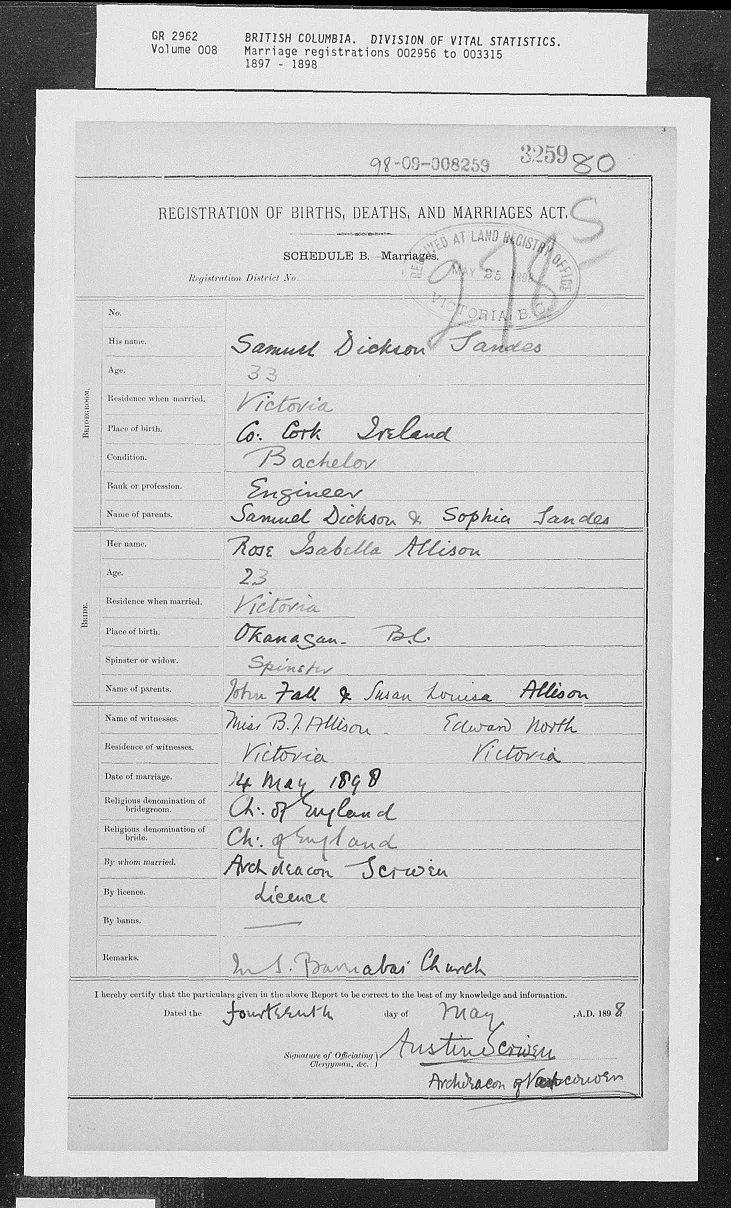 GR 2962 BRITISH COLUMBIA. DIVISION OF VITAL STATISTICS.
Volume 008 Marriage registrations 002956 to 003315
1897 - 1898
98-09-008259 3259 80
REGISTRATION OF BIRTHS, DEATHS, AND MARRIAGES ACT.
S
RECEIVED AT LAND REGISTRY OFFICE
MAY 25 189
VICTORIA B.C.
SCHEDULE B. Marriages.
Registration District No.
BRIDEGROOM.
No.
His name. Samuel Dickson Sandes
Age. 33
Residence when married. Victoria
Place of birth. Co: Cork Ireland
Condition. Bachelor
Rank or profession. Engineer
Name of parents. Samuel Dickson & Sophia Sandes
BRIDE.
Her name. Rose Isabella Allison
Age. 23
Residence when married. Victoria
Place of birth. Okanagan. B.C.
Spinster or widow. Spinster
Name of parents. John Fall & Susan Louisa Allison
Name of witnesses. Miss B. J. Allison. Edward North
Residence of witnesses. Victoria Victoria
Date of marriage. 14 May 1898
Religious denomination of bridegroom. Ch: of England
Religious denomination of bride. Ch: of England
By whom married. Archdeacon Scriven
By licence. Licence
By banns.
Remarks. In S. Barnabas Church
I hereby certify that the particulars given in the above Report to be correct to the best of my knowledge and information.
Dated the fourteenth day of May , A.D. 1898
Signature of Officiating Clergyman, &c. Austin Scriven
Archdeacon of Vancouver